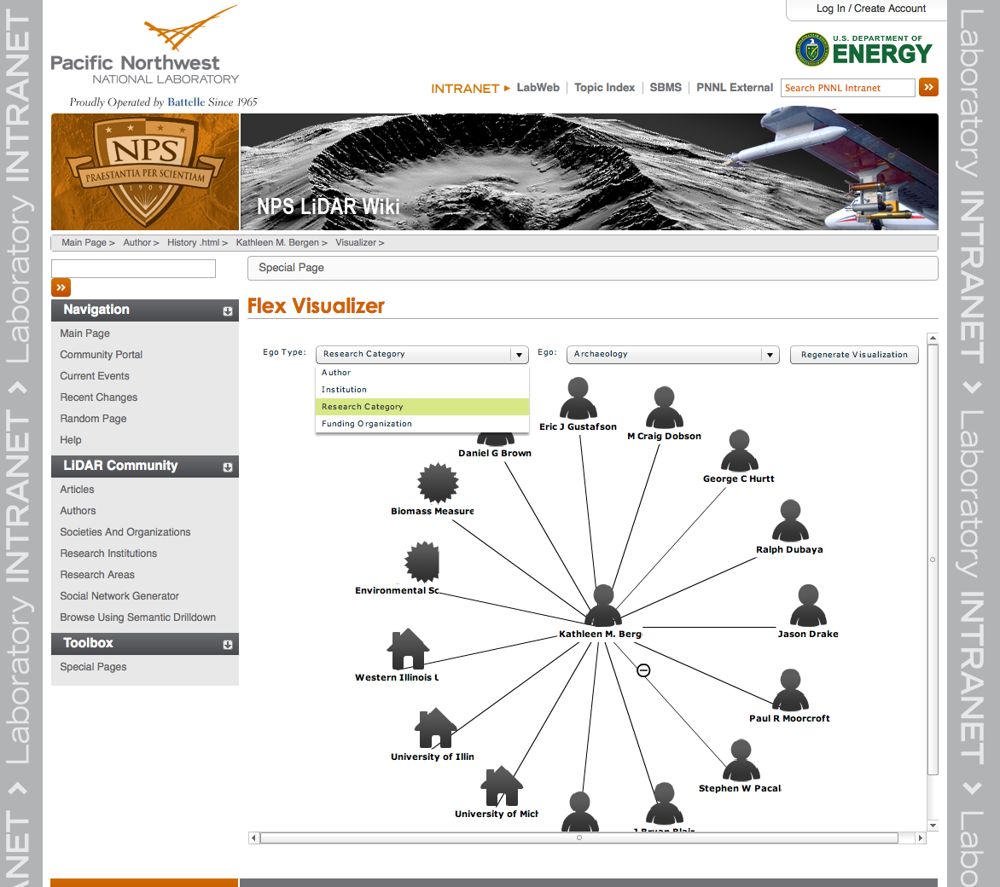 Log In / Create Account
Pacific Northwest
NATIONAL LABORATORY
Proudly Operated by Battelle Since 1965
U.S. DEPARTMENT OF
ENERGY
INTRANET
LabWeb
Topic Index
SBMS
PNNL External
Search PNNL Intranet
NPS
PRAESTANTIA PER SCIENTIAM
1909
NPS LiDAR Wiki
Main Page > Author > History .html > Kathleen M. Bergen > Visualizer >
Special Page
Navigation
Main Page
Community Portal
Current Events
Recent Changes
Random Page
Help
LiDAR Community
Articles
Authors
Societies And Organizations
Research Institutions
Research Areas
Social Network Generator
Browse Using Semantic Drilldown
Toolbox
Special Pages
Flex Visualizer
Ego Type:
Research Category
Ego:
Archaeology
Regenerate Visualization
Author
Institution
Research Category
Funding Organization
Eric J Gustafson
M Craig Dobson
Daniel G Brown
George C Hurtt
Biomass Measure
Ralph Dubaya
Environmental Sc
Kathleen M. Berg
Jason Drake
Western Illinois U
Paul R Moorcroft
University of Illin
Stephen W Pacal
University of Mich
J Bryan Blair
Laboratory INTRANET
Laboratory INTRANET
NET
Laboratory INTRANET
Laboratory INTRANET
Labo